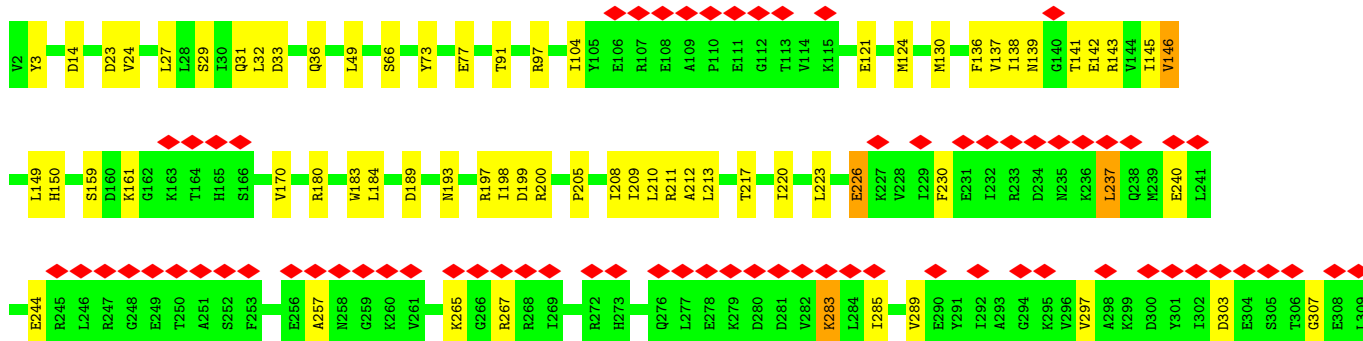 V2 Y3 D14 D23 V24 L27 L28 S29 I30 Q31 L32 D33 Q36 L49 S66 Y73 E77 T91 R97 I104 Y105 E106 R107 E108 A109 P110 E111 G112 T113 V114 K115 E121 M124 M130 F136 V137 I138 N139 G140 T141 E142 R143 V144 I145 V146
L149 H150 S159 D160 K161 G162 K163 T164 H165 S166 V170 R180 W183 L184 D189 N193 R197 I198 D199 R200 P205 I208 I209 L210 R211 A212 L213 T217 I220 L223 E226 K227 V228 I229 F230 E231 I232 R233 D234 N235 K236 L237 Q238 M239 E240 L241
E244 R245 L246 R247 G248 E249 T250 A251 S252 F253 E256 A257 N258 G259 K260 V261 K265 G266 R267 R268 I269 R272 H273 Q276 L277 E278 K279 D280 D281 V282 K283 L284 I285 V289 E290 Y291 I292 A293 G294 K295 V296 V297 A298 K299 D300 Y301 I302 D303 E304 S305 T306 G307 E308